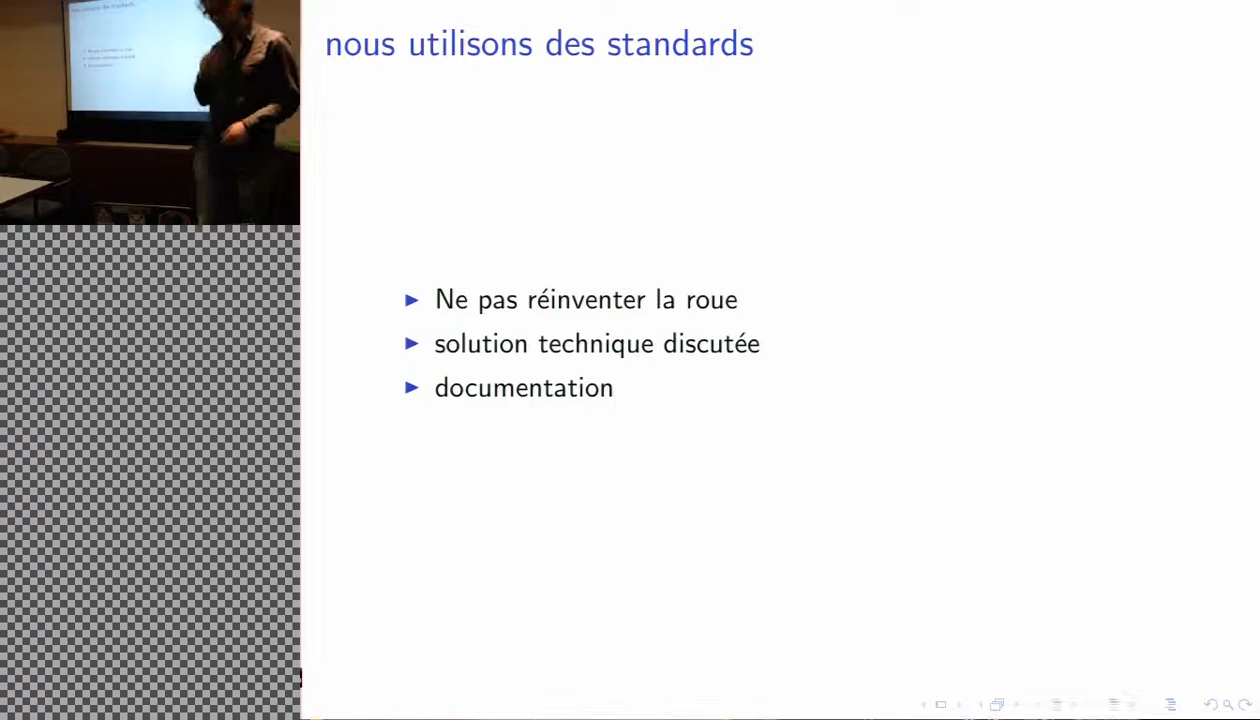 nous utilisons des standards
Ne pas réinventer la roue
solution technique discutée
documentation